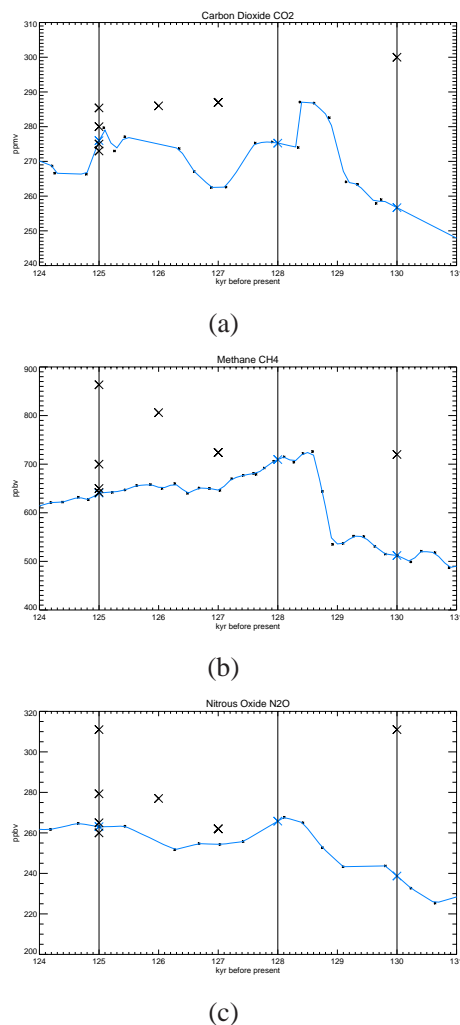 Carbon Dioxide CO2
310
300
290
280
270
260
250
240
ppmv
124 125 126 127 128 129 130 131
kyr before present
(a)
Methane CH4
900
800
700
600
500
400
ppbv
124 125 126 127 128 129 130 131
kyr before present
(b)
Nitrous Oxide N2O
320
300
280
260
240
220
200
ppbv
124 125 126 127 128 129 130 131
kyr before present
(c)